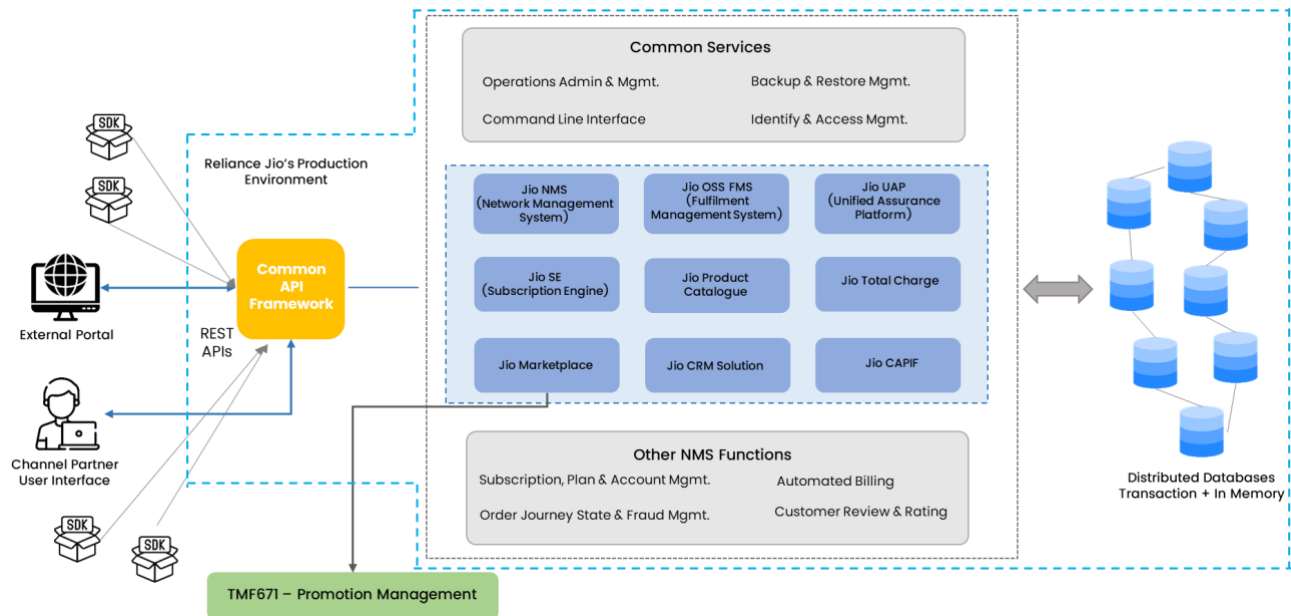 Common Services
Operations Admin & Mgmt.
Backup & Restore Mgmt.
Command Line Interface
Identify & Access Mgmt.
SDK
SDK
Reliance Jio's Production
Environment
Jio NMS
(Network Management
System)
Jio OSS FMS
(Fulfilment
Management System)
Jio UAP
(Unified Assurance
Platform)
Common
API
Framework
Jio SE
(Subscription Engine)
Jio Product
Catalogue
Jio Total Charge
External Portal
REST
APIs
Jio Marketplace
Jio CRM Solution
Jio CAPIF
Channel Partner
User Interface
Other NMS Functions
Subscription, Plan & Account Mgmt.
Automated Billing
Order Journey State & Fraud Mgmt.
Customer Review & Rating
Distributed Databases
Transaction + In Memory
SDK
SDK
TMF671 – Promotion Management